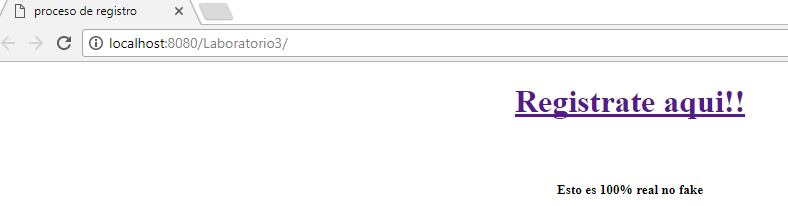 proceso de registro
localhost:8080/Laboratorio3/
Registrate aqui!!
Esto es 100% real no fake